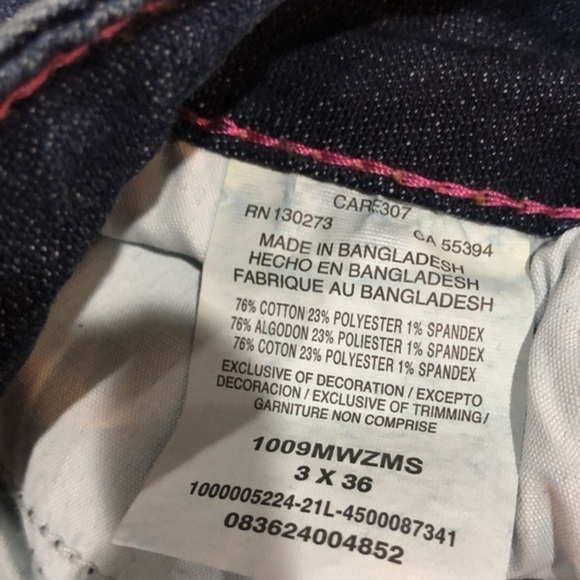 CARE307
RN 130273 CA 55394
MADE IN BANGLADESH
HECHO EN BANGLADESH
FABRIQUE AU BANGLADESH
76% COTTON 23% POLYESTER 1% SPANDEX
76% ALGODON 23% POLYESTER 1% SPANDEX
76% COTON 23% POLYESTER 1% SPANDEX
EXCLUSIVE OF DECORATION / EXCEPTO
DECORACION / EXCLUSIVE OF TRIMMING /
GARNITURE NON COMPRISE
1009MWZMS
3 X 36
1000005224-21L-4500087341
083624004852